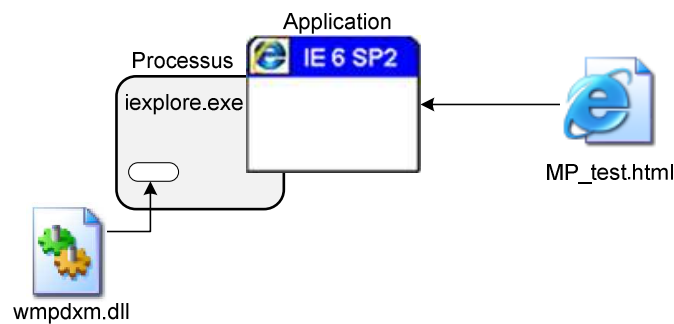 Application
IE 6 SP2
Processus
iexplore.exe
MP_test.html
wmpdxm.dll